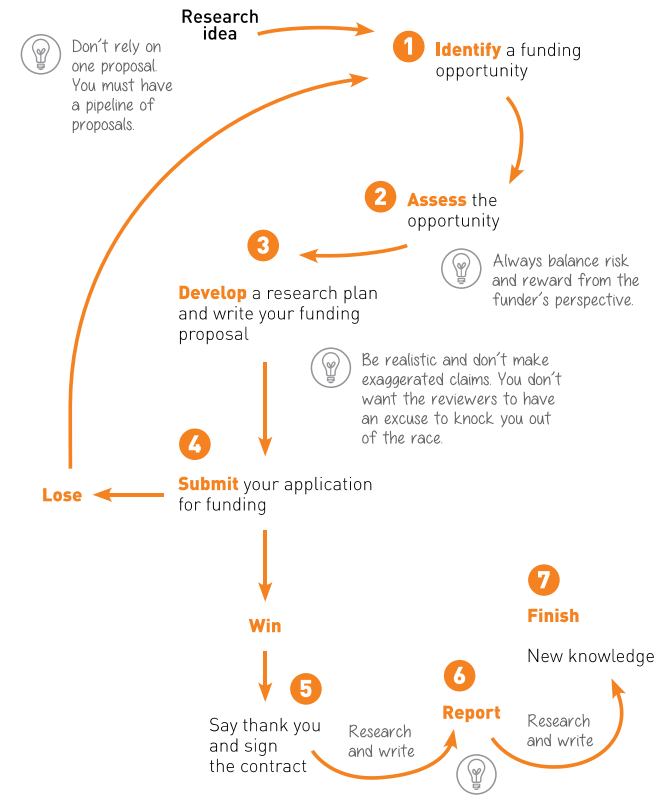 Research
idea
Don't rely on
one proposal.
You must have
a pipeline of
proposals.
1
Identify a funding
opportunity
2
Assess the
opportunity
Always balance risk
and reward from the
funder's perspective.
3
Develop a research plan
and write your funding
proposal
Be realistic and don't make
exaggerated claims. You don't
want the reviewers to have
an excuse to knock you out
of the race.
4
Submit your application
for funding
Lose
Win
5
Say thank you
and sign
the contract
Research
and write
6
Report
Research
and write
7
Finish
New knowledge